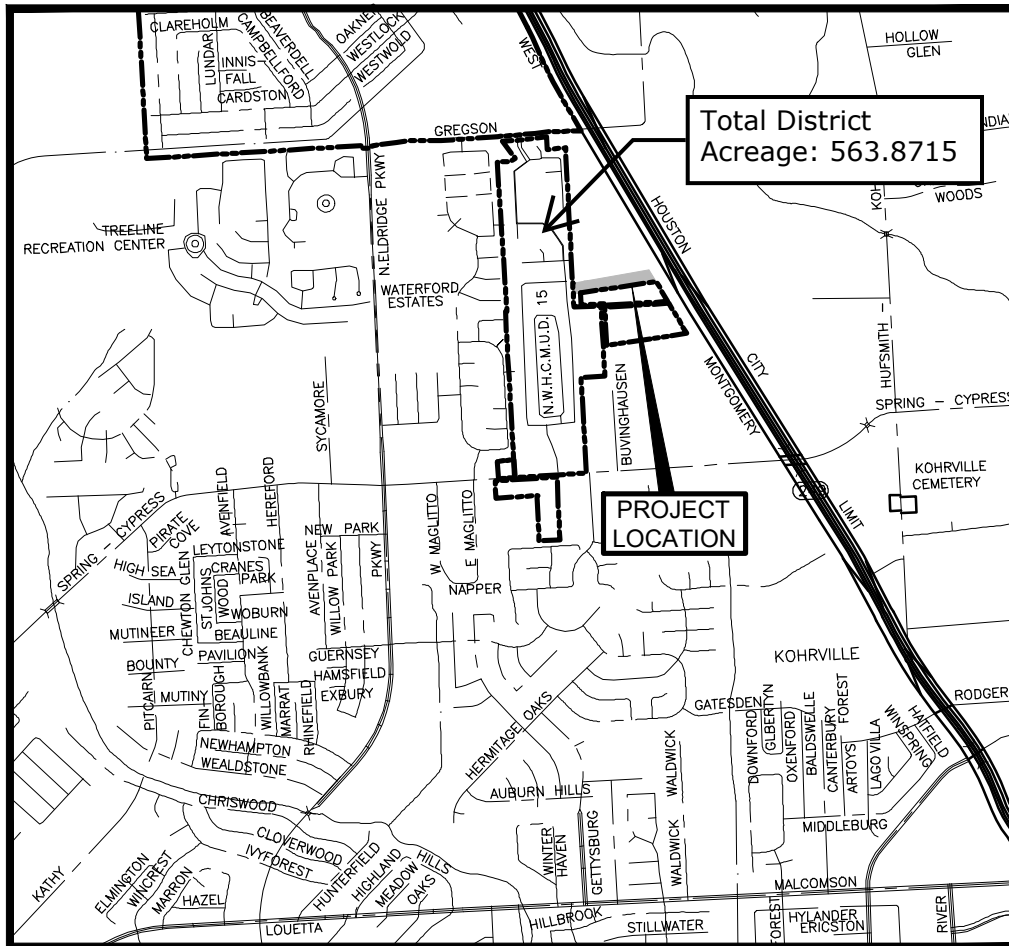 CLAREHOLM
LUNDAR
INNIS-
FALL
CARDSTON
BEAVERDELL
CAMPBELLFORD
OAKNER
WESTLOCK
WESTWOLD
WEST
HOLLOW
GLEN
GREGSON
Total District
Acreage: 563.8715
WOODS
N.ELDRIDGE PKWY
HOUSTON
TREELINE
RECREATION CENTER
WATERFORD
ESTATES
N.W.H.C.M.U.D. 15
CITY
MONTGOMERY
HUFSMITH
SPRING - CYPRESS
SYCAMORE
BUVINGHAUSEN
KOHRVILLE
CEMETERY
LIMIT
PROJECT
LOCATION
SPRING - CYPRESS
PIRATE
COVE
AVENFIELD
HEREFORD
W. MAGLITTO
E MAGLITTO
NEW PARK
AVENPLACE N
WILLOW PARK
PKWY
LEYTONSTONE
HIGH SEA
CRANES
PARK
CHEWTON GLEN
ST JOHNS
WOOD
ISLAND
WOBURN
NAPPER
MUTINEER
BEAULINE
BOUNTY
PAVILION
GUERNSEY
HAMSFIELD
EXBURY
KOHRVILLE
PITCAIRN
MUTINY
FIN-
BOROUGH
WILLOWBANK
MARRAT
RHINEFIELD
NEWHAMPTON
WEALDSTONE
HERMITAGE OAKS
GATESDEN
RODGER
DOWNFORD
GLBERTYN
OXENFORD
BALDSWELLE
CANTERBURY
FOREST
ARTOYS
LAGO VILLA
WINSPRING
HATFIELD
WALDWICK
WALDWICK
CHRISWOOD
AUBURN HILLS
MIDDLEBURG
CLOVERWOOD
IVYFOREST
WINTER
HAVEN
GETTYSBURG
KATHY
ELMINGTON
WINCREST
MARRON
HAZEL
HUNTERFIELD
HIGHLAND
MEADOW HILLS
OAKS
MALCOMSON
LOUETTA
HILLBROOK
STILLWATER
FOREST
HYLANDER
ERICSTON
RIVER